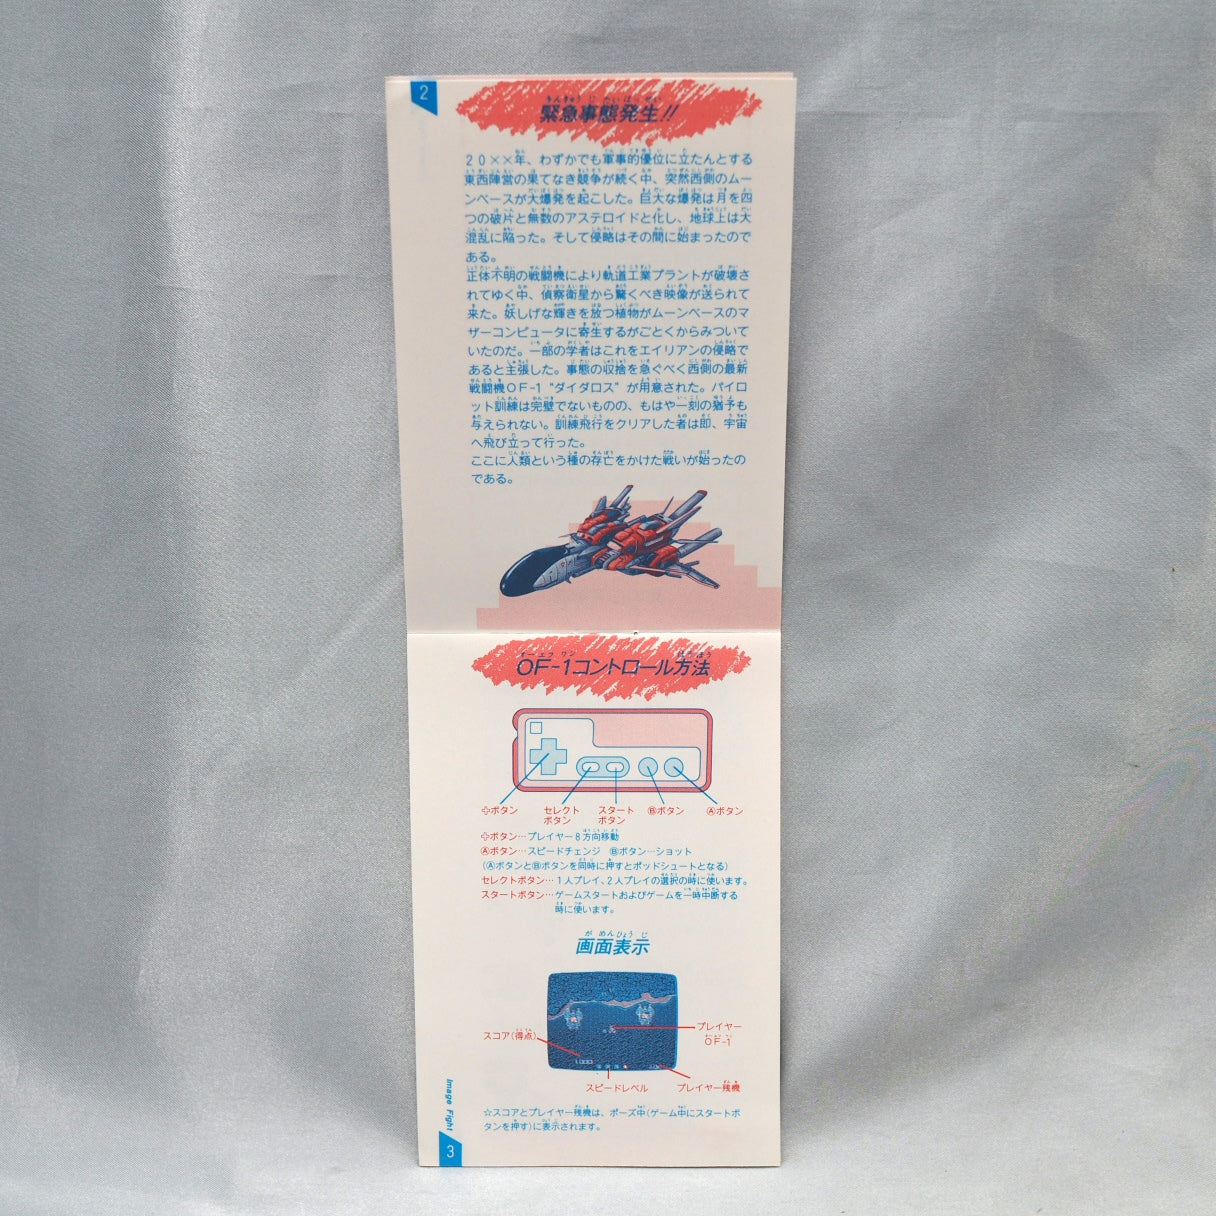 2
緊急事態発生!!
20××年、わずかでも軍事的優位に立たんとする
東西陣営の果てなき競争が続く中、突然西側のムー
ンベースが大爆発を起こした。巨大な爆発は月を四
つの破片と無数のアステロイドと化し、地球上は大
混乱に陥った。そして侵略はその間に始まったので
ある。
正体不明の戦闘機により軌道工業プラントが破壊さ
れてゆく中、偵察衛星から驚くべき映像が送られて
来た。妖しげな輝きを放つ植物がムーンベースのマ
ザーコンピュータに寄生するがごとくからみついて
いたのだ。一部の学者はこれをエイリアンの侵略で
あると主張した。事態の収捨を急ぐべく西側の最新
戦闘機OF-1 “ダイダロス” が用意された。パイロ
ット訓練は完璧でないものの、もはや一刻の猶予も
与えられない。訓練飛行をクリアした者は即、宇宙
へ飛び立って行った。
ここに人類という種の存亡をかけた戦いが始ったの
である。
オーエフ ワン ほうほう
OF-1コントロール方法
✚ボタン
セレクト
ボタン
スタート
ボタン
Ⓑボタン
Ⓐボタン
✚ボタン…プレイヤー8方向移動
Ⓐボタン…スピードチェンジ Ⓑボタン…ショット
(ⒶボタンとⒷボタンを同時に押すとポッドシュートとなる)
セレクトボタン…1人プレイ、2人プレイの選択の時に使います。
スタートボタン…ゲームスタートおよびゲームを一時中断する
時に使います。
がめんひょうじ
画面表示
スコア(得点)
プレイヤー
OF-1
スピードレベル
プレイヤー残機
☆スコアとプレイヤー残機は、ポーズ中(ゲーム中にスタートボ
タンを押す)に表示されます。
Image Fight
3